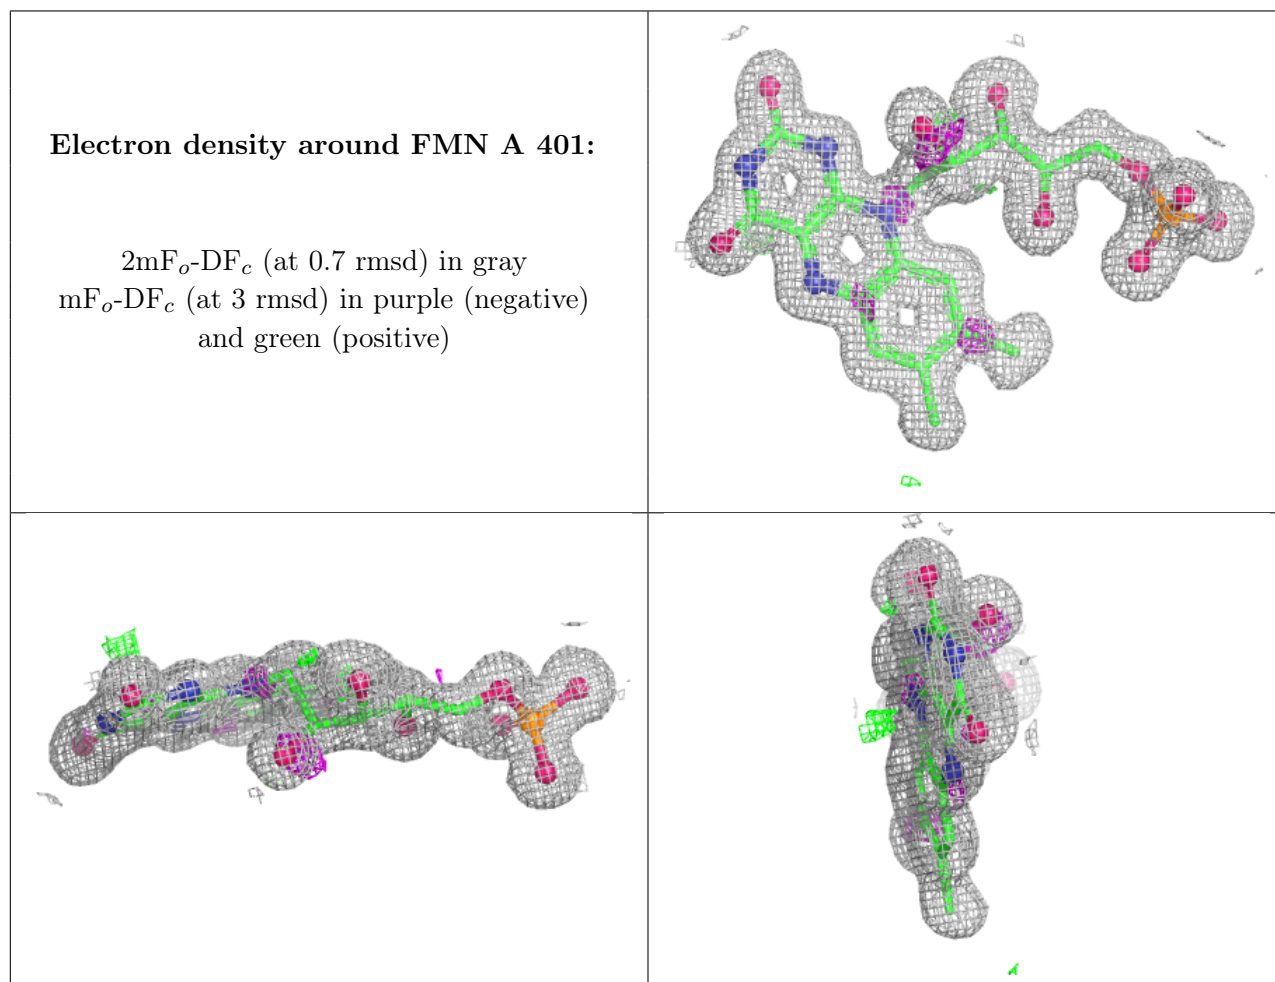 Electron density around FMN A 401:
2mFo-DFc (at 0.7 rmsd) in gray
mFo-DFc (at 3 rmsd) in purple (negative)
and green (positive)